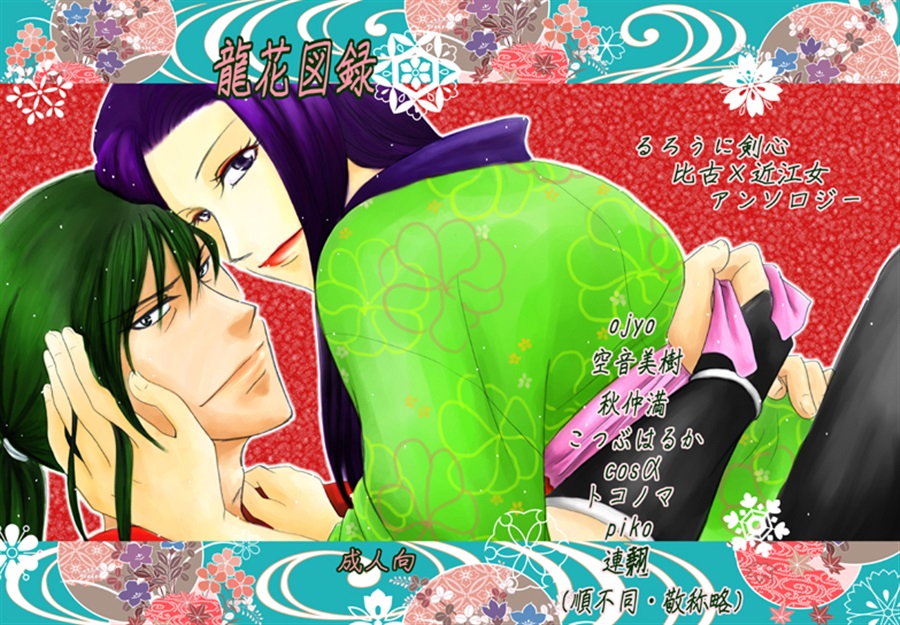 龍花図録
るろうに剣心
比古×近江女
アンソロジー
ojyo
空音美樹
秋仲満
こつぶはるか
cosα
トコノマ
piko
連翹
(順不同・敬称略)
成人向